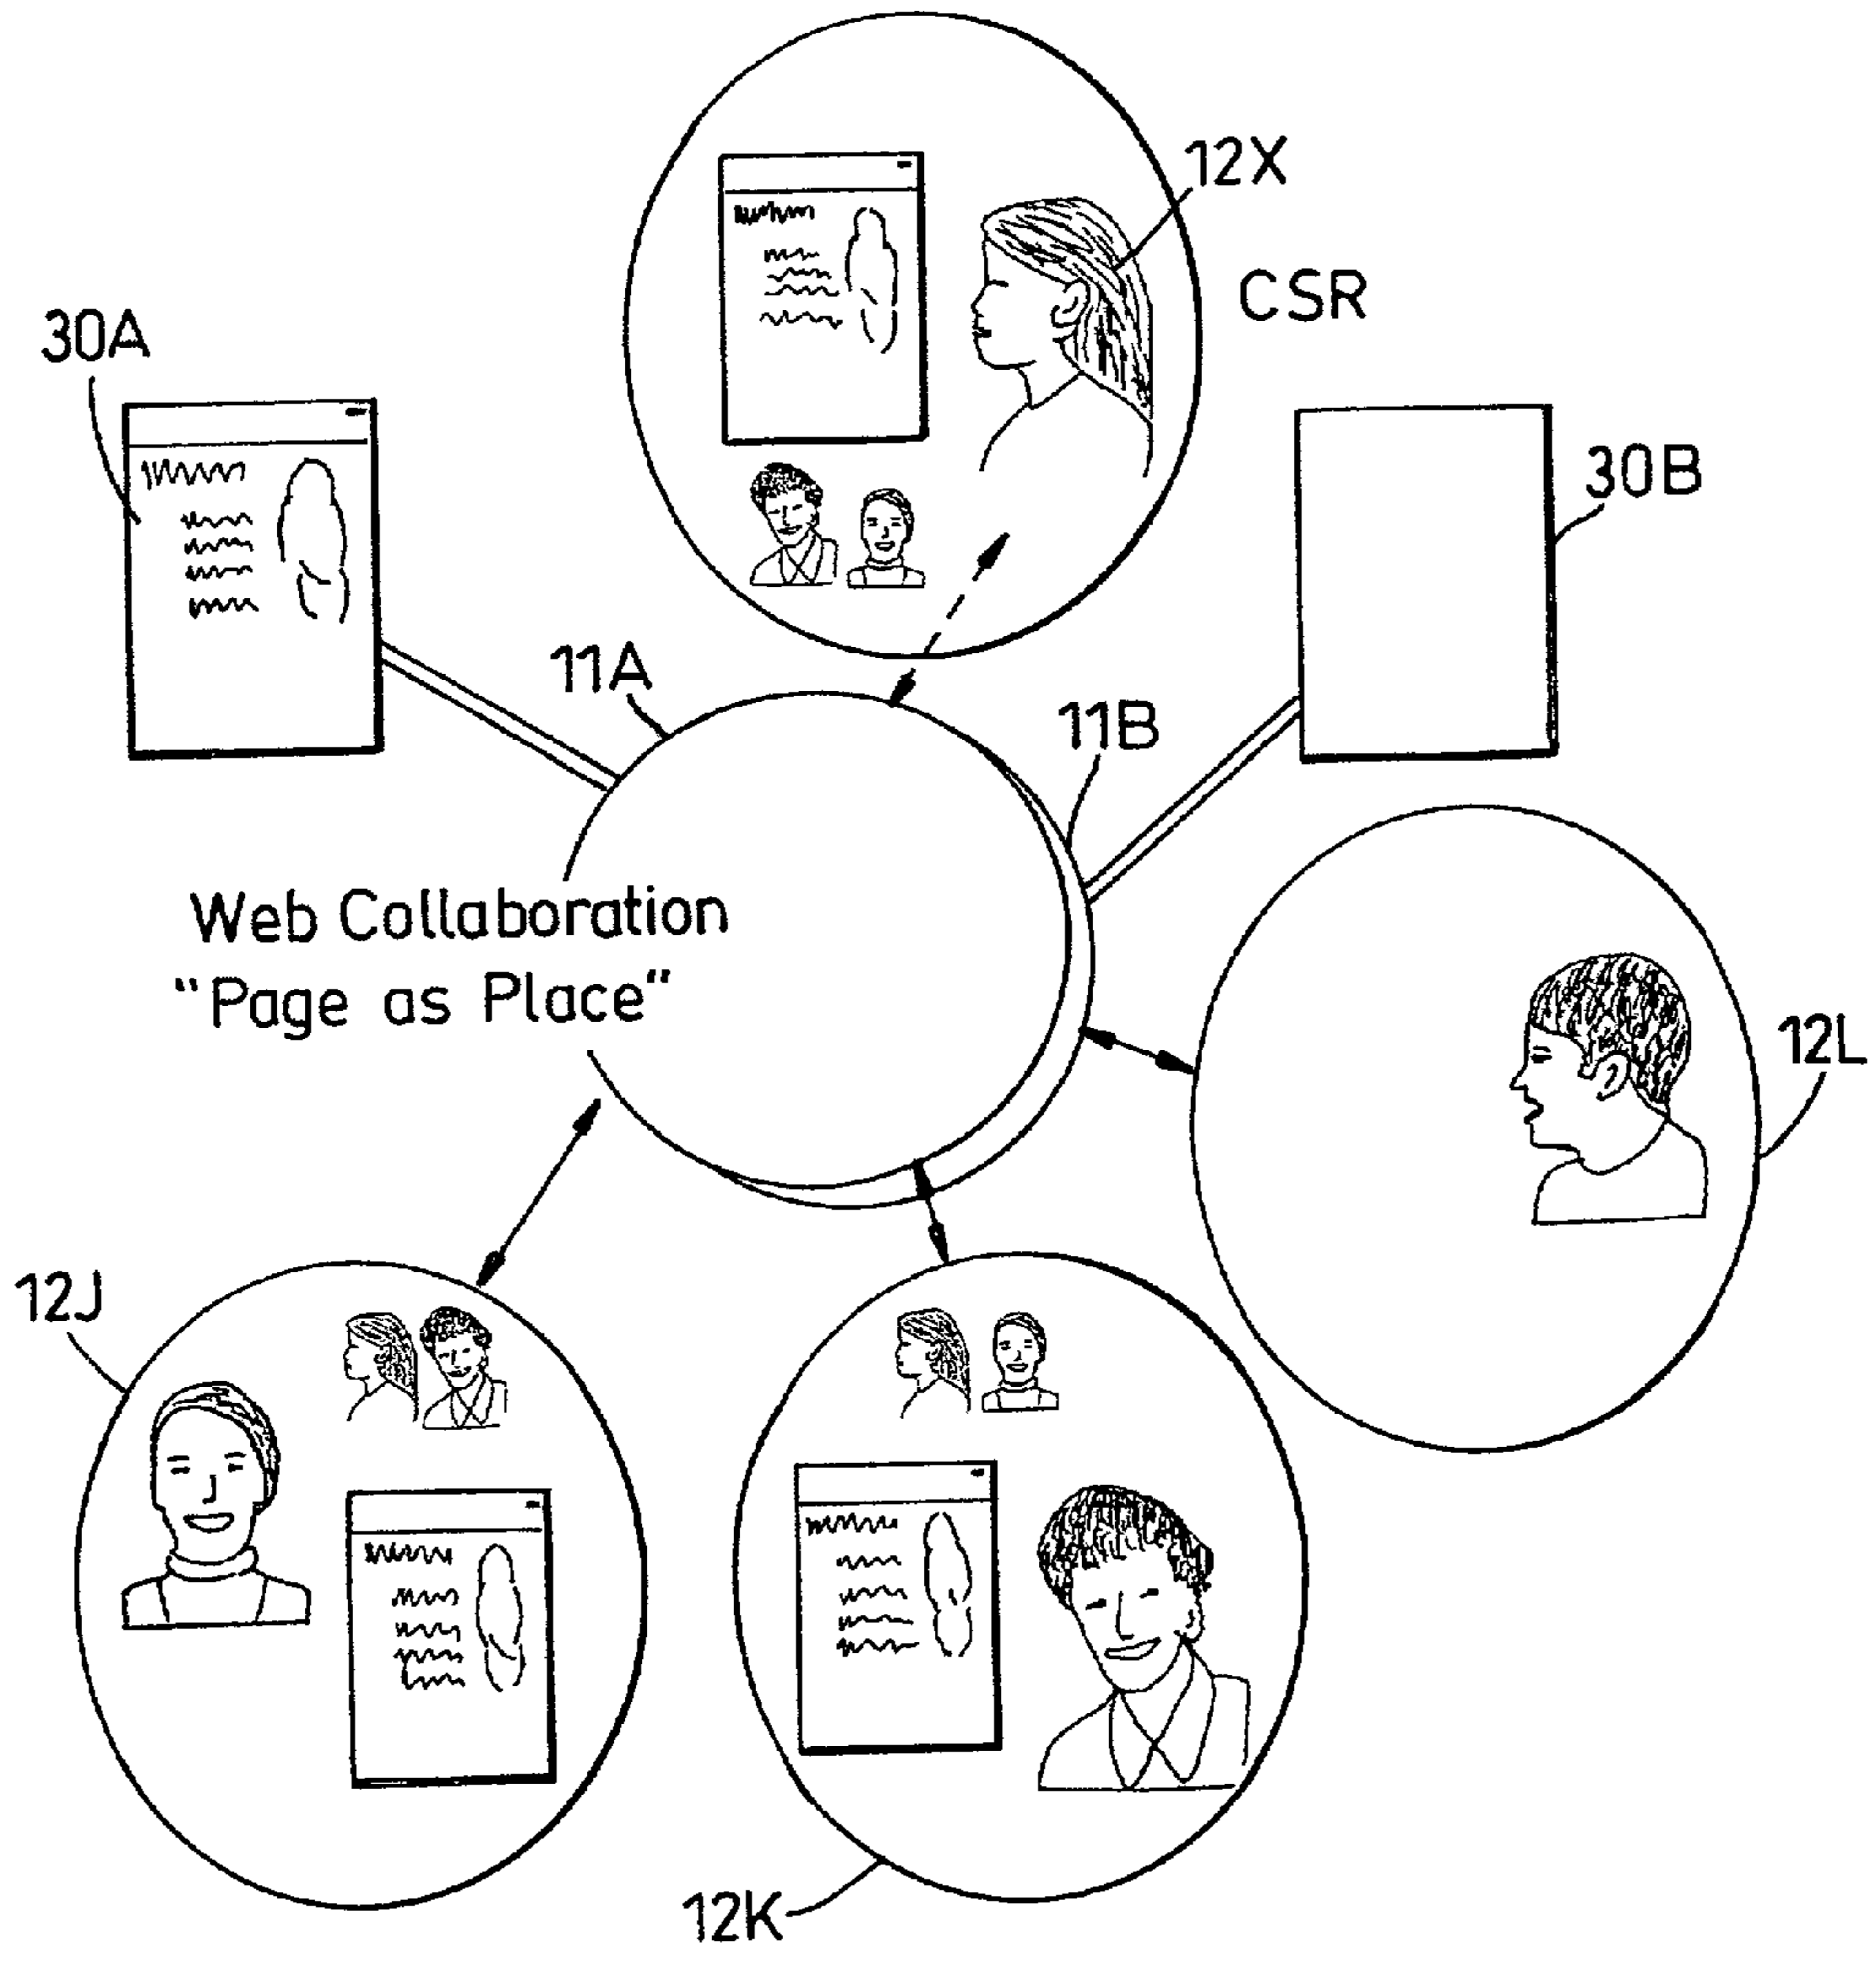 12X
CSR
30A
30B
11A
11B
Web Collaboration
“Page as Place“
12L
12J
12K